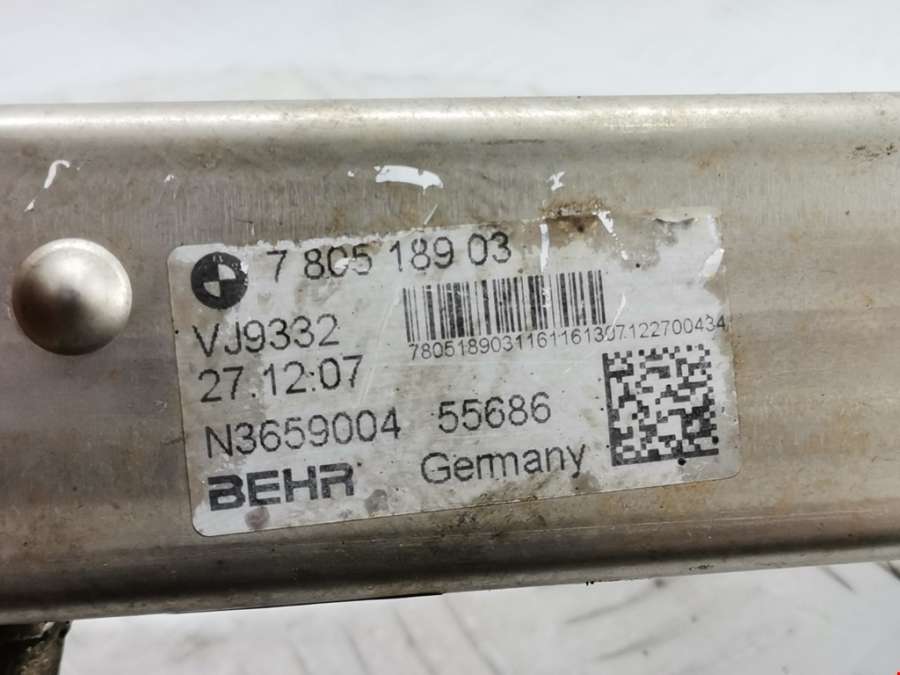 7 805 189 03
VJ9332
7805189031161161307122700434
27.12:07
N3659004 55686
BEHR Germany